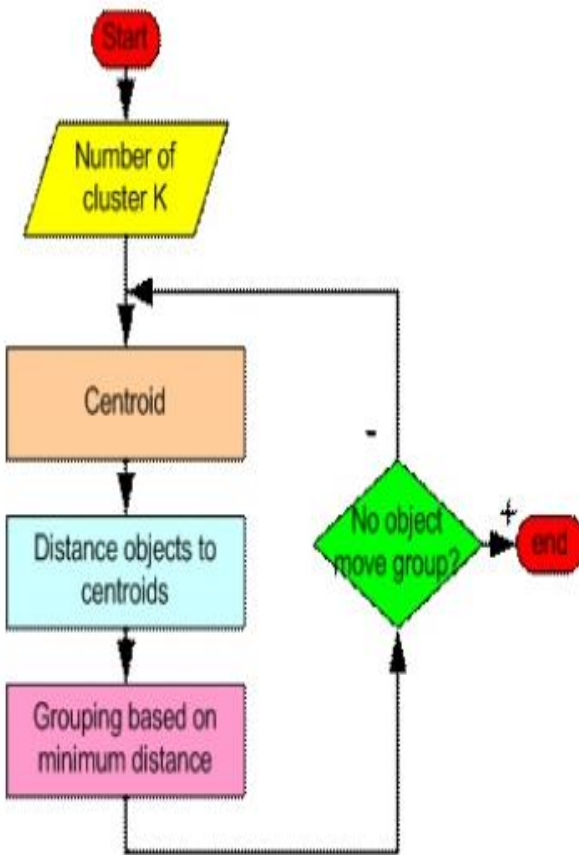 Start
Number of
cluster K
Centroid
Distance objects to
centroids
Grouping based on
minimum distance
-
No object
move group?
+
end